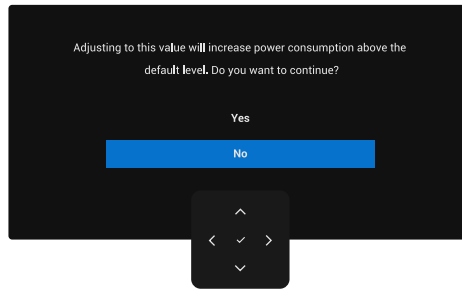 Adjusting to this value will increase power consumption above the
default level. Do you want to continue?
Yes
No